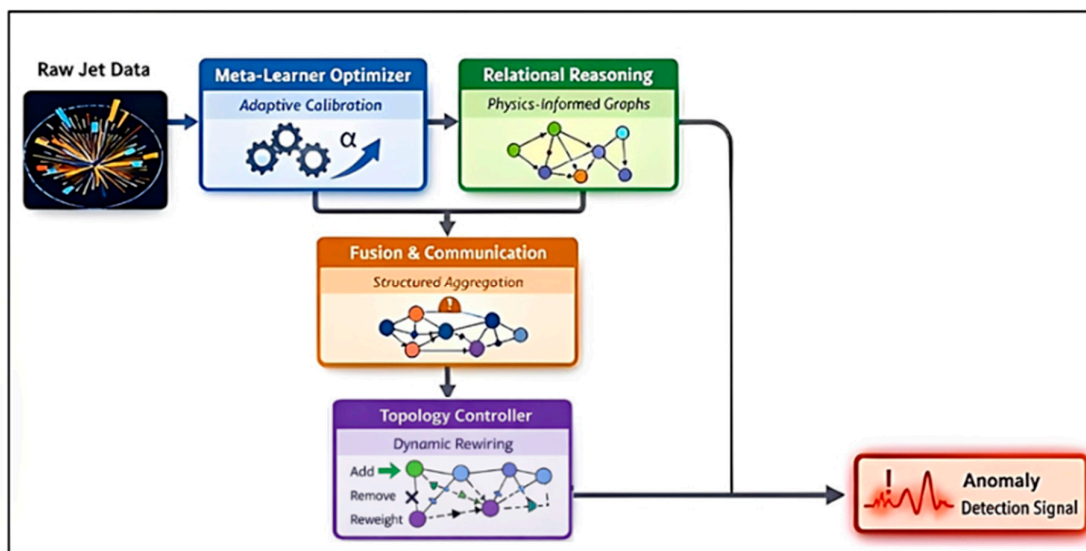 Raw Jet Data
Meta-Learner Optimizer
Adaptive Calibration
α
Relational Reasoning
Physics-Informed Graphs
Fusion & Communication
Structured Aggregotion
!
Topology Controller
Dynamic Rewiring
Add
Remove
Reweight
!
Anomaly
Detection Signal